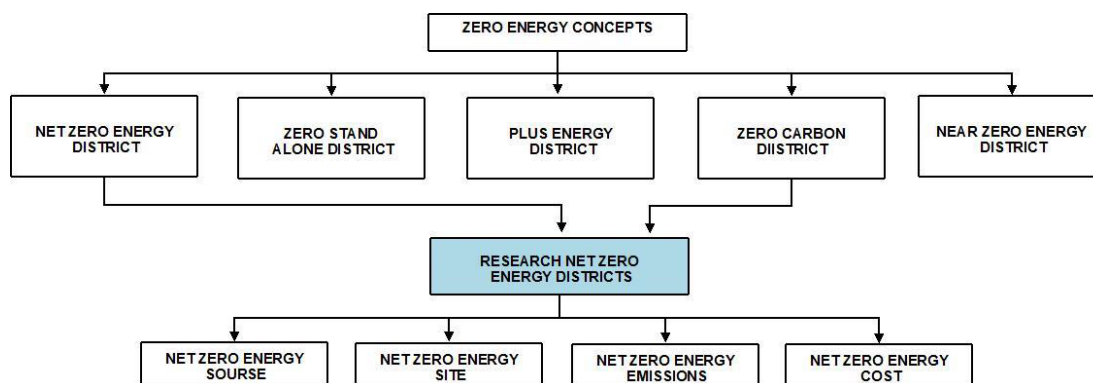 ZERO ENERGY CONCEPTS
NET ZERO ENERGY
DISTRICT
ZERO STAND
ALONE DISTRICT
PLUS ENERGY
DISTRICT
ZERO CARBON
DIISTRICT
NEAR ZERO ENERGY
DISTRICT
RESEARCH NET ZERO
ENERGY DISTRICTS
NET ZERO ENERGY
SOURSE
NET ZERO ENERGY
SITE
NET ZERO ENERGY
EMISSIONS
NET ZERO ENERGY
COST